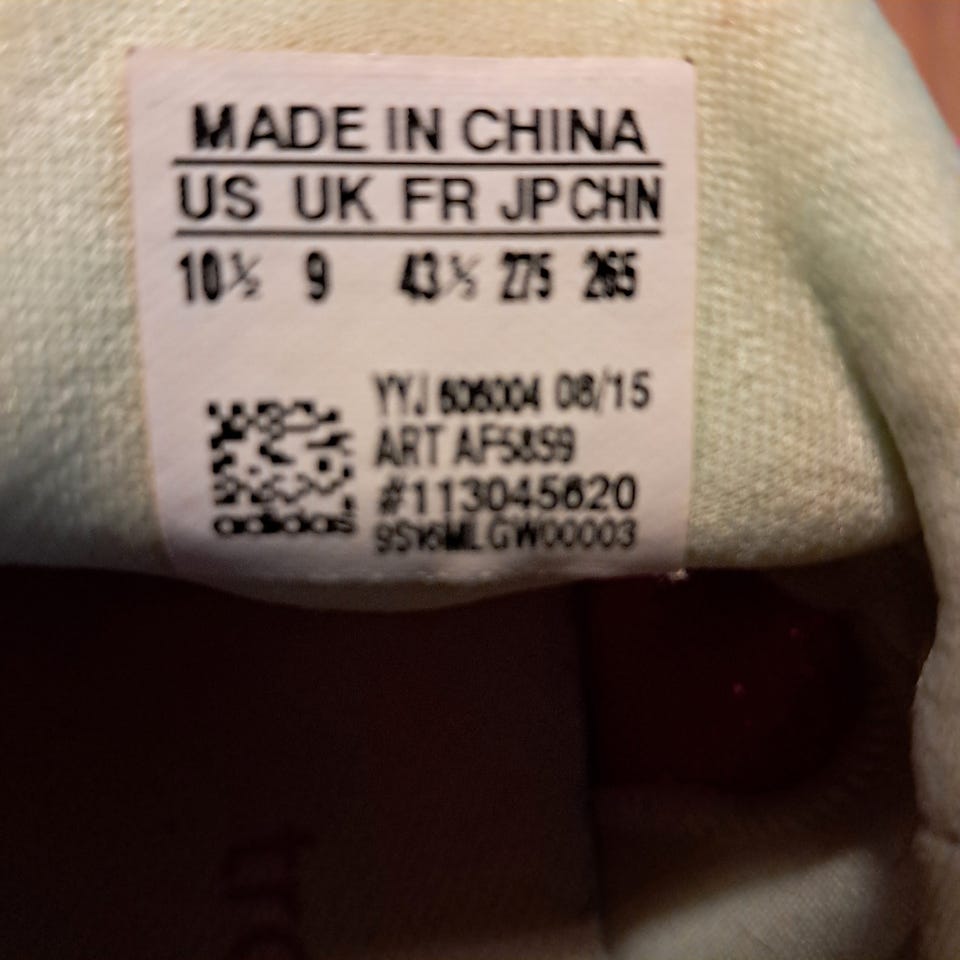 MADE IN CHINA
US UK FR JP CHN
10½ 9 43⅓ 275 265
YYJ 606004 08/15
ART AF5859
#113045620
adidas 9S16MLGW00003